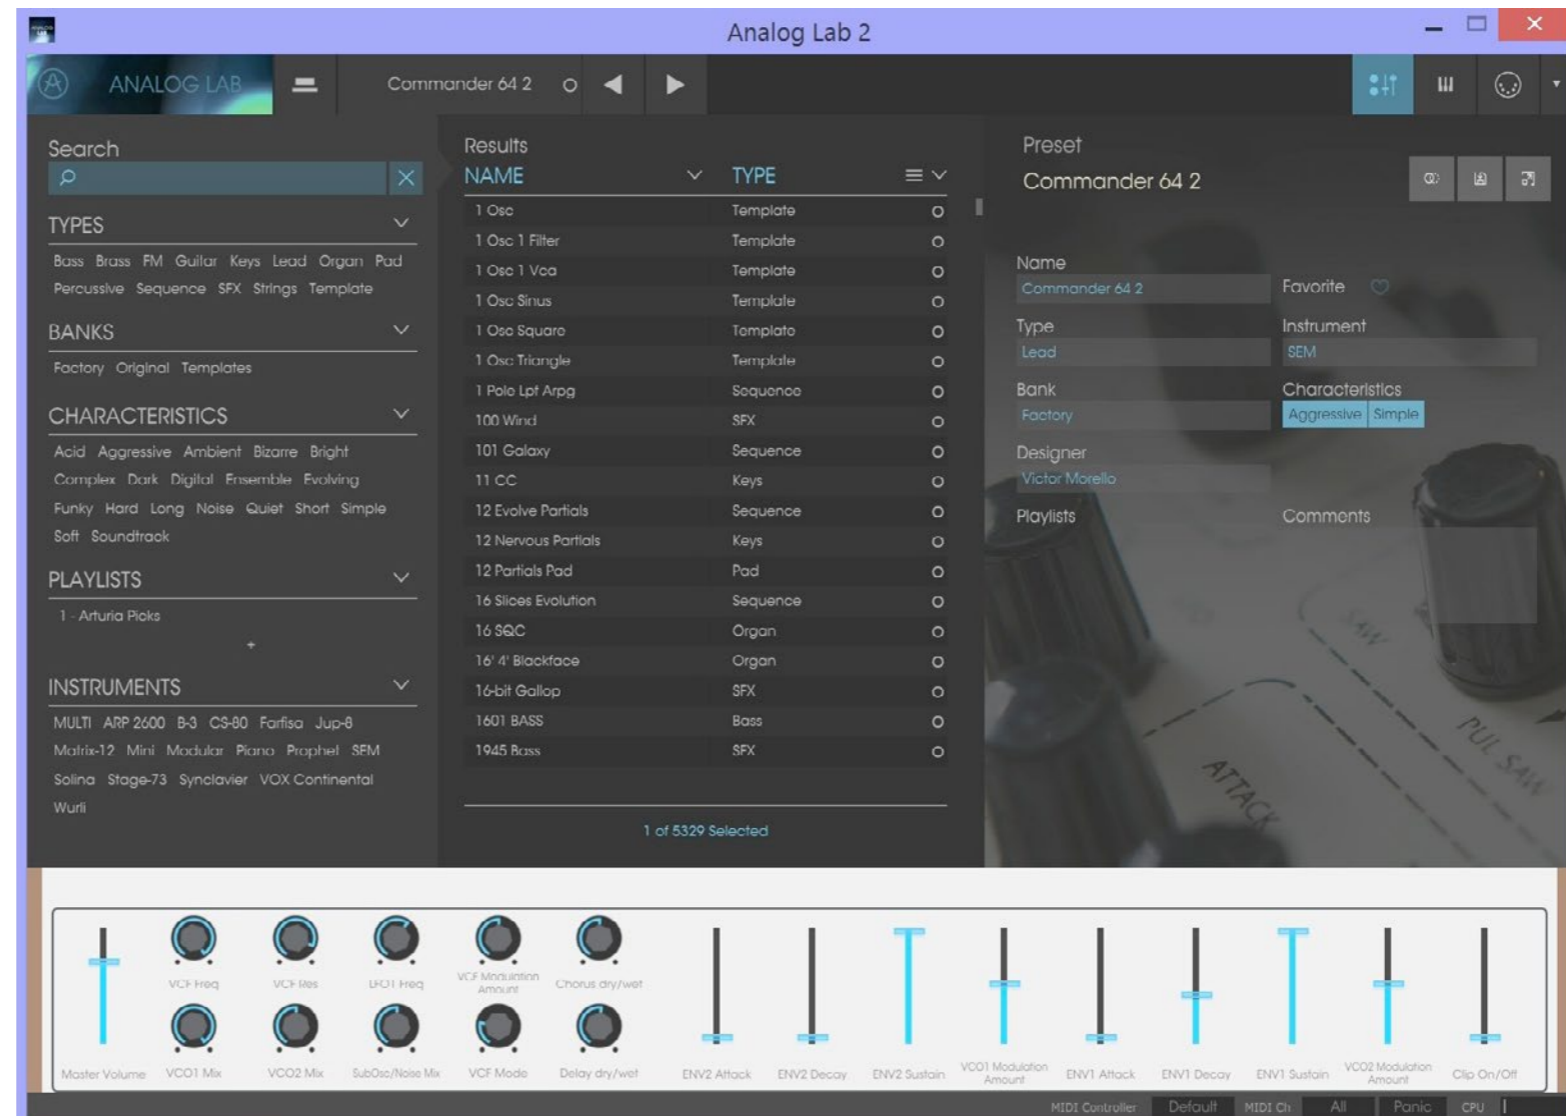 Analog Lab 2
ANALOG LAB
Commander 64 2
Search
TYPES
Bass Brass FM Guitar Keys Lead Organ Pad
Percussive Sequence SFX Strings Template
BANKS
Factory Original Templates
CHARACTERISTICS
Acid Aggressive Ambient Bizarre Bright
Complex Dark Digital Ensemble Evolving
Funky Hard Long Noise Quiet Short Simple
Soft Soundtrack
PLAYLISTS
1 - Arturia Picks
+
INSTRUMENTS
MULTI ARP 2600 B-3 CS-80 Farfisa Jup-8
Matrix-12 Mini Modular Piano Prophet SEM
Solina Stage-73 Synclavier VOX Continental
Wurli
Results
NAME TYPE
1 Osc Template
1 Osc 1 Filter Template
1 Osc 1 Vca Template
1 Osc Sinus Template
1 Osc Square Template
1 Osc Triangle Template
1 Pole Lpf Arpg Sequence
100 Wind SFX
101 Galaxy Sequence
11 CC Keys
12 Evolve Partials Sequence
12 Nervous Partials Keys
12 Partials Pad Pad
16 Slices Evolution Sequence
16 SQC Organ
16' 4' Blackface Organ
16-bit Gallop SFX
1601 BASS Bass
1945 Bass SFX
1 of 5329 Selected
Preset
Commander 64 2
Name
Commander 64 2
Favorite
Type
Lead
Instrument
SEM
Bank
Factory
Characteristics
Aggressive Simple
Designer
Victor Morello
Playlists
Comments
SAW
PUL SAW
ATTACK
VCF Freq
VCF Res
LFO1 Freq
VCF Modulation
Amount
Chorus dry/wet
Master Volume
VCO1 Mix
VCO2 Mix
SubOsc/Noise Mix
VCF Mode
Delay dry/wet
ENV2 Attack
ENV2 Decay
ENV2 Sustain
VCO1 Modulation
Amount
ENV1 Attack
ENV1 Decay
ENV1 Sustain
VCO2 Modulation
Amount
Clip On/Off
MIDI Controller Default MIDI Ch All Panic CPU